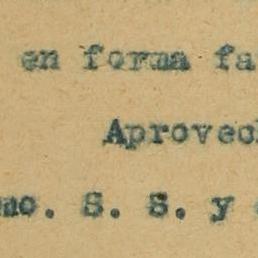 en forma fa
Aprovec
mo. S. S. y